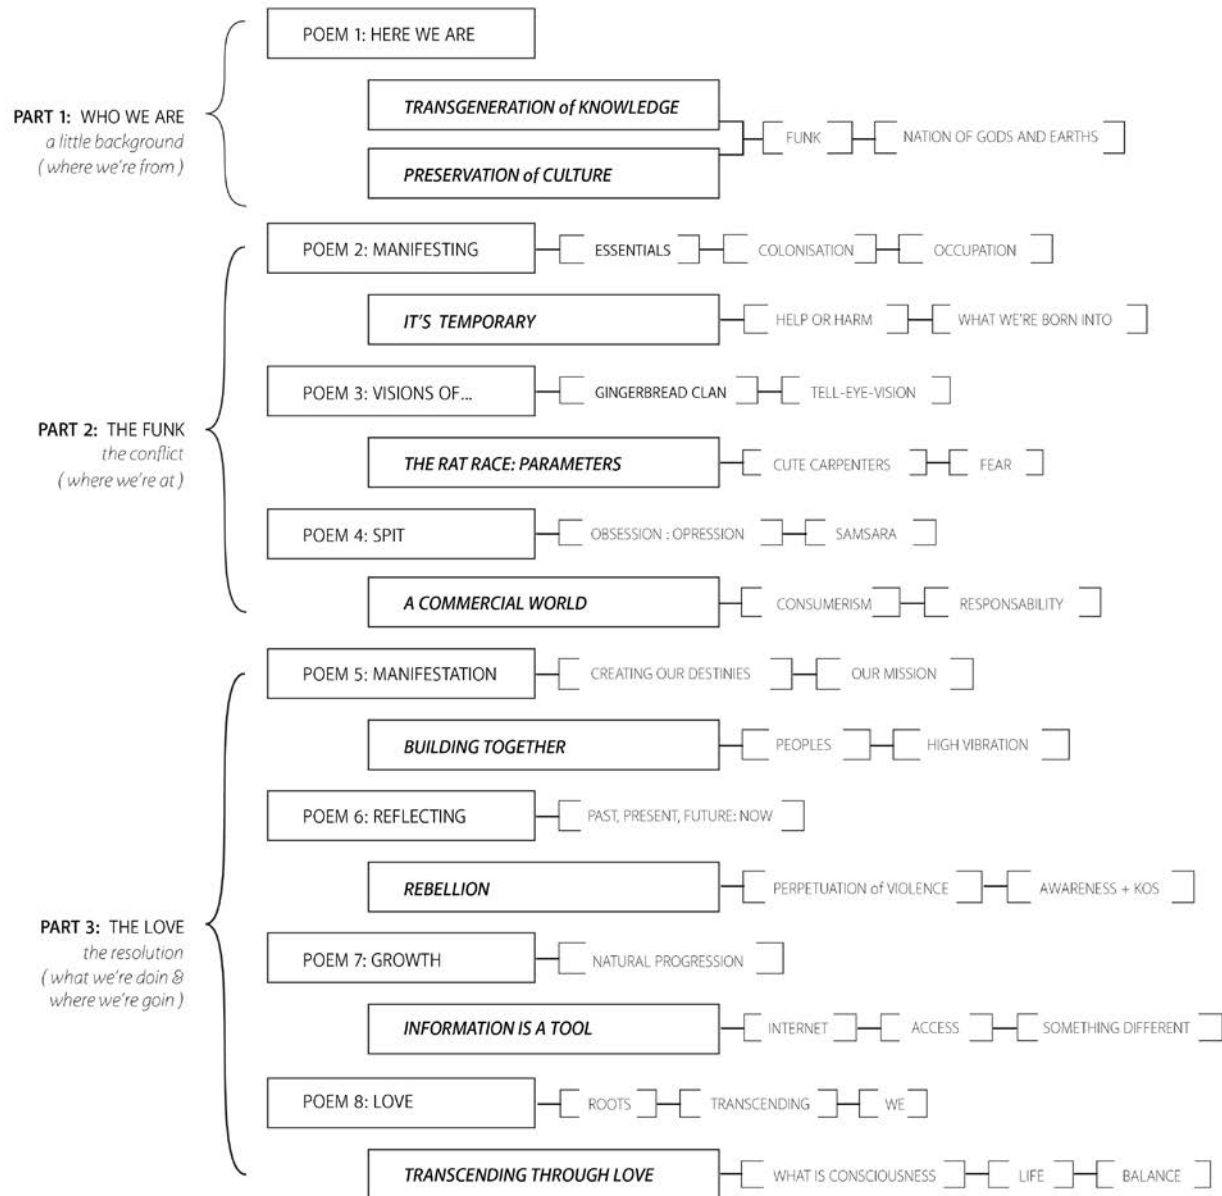 POEM 1: HERE WE ARE
PART 1: WHO WE ARE
a little background
( where we're from )
TRANSGENERATION of KNOWLEDGE
PRESERVATION of CULTURE
FUNK
NATION OF GODS AND EARTHS
PART 2: THE FUNK
the conflict
( where we're at )
POEM 2: MANIFESTING
ESSENTIALS
COLONISATION
OCCUPATION
IT'S TEMPORARY
HELP OR HARM
WHAT WE'RE BORN INTO
POEM 3: VISIONS OF...
GINGERBREAD CLAN
TELL-EYE-VISION
THE RAT RACE: PARAMETERS
CUTE CARPENTERS
FEAR
POEM 4: SPIT
OBSESSION : OPRESSION
SAMSARA
A COMMERCIAL WORLD
CONSUMERISM
RESPONSABILITY
PART 3: THE LOVE
the resolution
( what we're doin &
where we're goin )
POEM 5: MANIFESTATION
CREATING OUR DESTINIES
OUR MISSION
BUILDING TOGETHER
PEOPLES
HIGH VIBRATION
POEM 6: REFLECTING
PAST, PRESENT, FUTURE: NOW
REBELLION
PERPETUATION of VIOLENCE
AWARENESS + KOS
POEM 7: GROWTH
NATURAL PROGRESSION
INFORMATION IS A TOOL
INTERNET
ACCESS
SOMETHING DIFFERENT
POEM 8: LOVE
ROOTS
TRANSCENDING
WE
TRANSCENDING THROUGH LOVE
WHAT IS CONSCIOUSNESS
LIFE
BALANCE